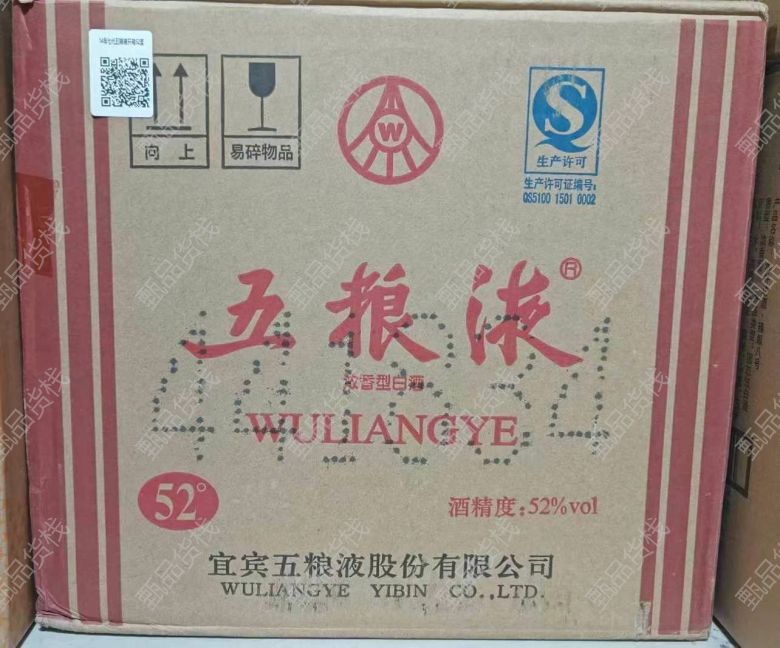 向 上
易碎物品
W
QS
生产许可
生产许可证编号:
QS5100 1501 0002
五粮液®
浓香型白酒
WULIANGYE
52°
酒精度:52%vol
宜宾五粮液股份有限公司
WULIANGYE YIBIN CO.,LTD.
甄品货栈